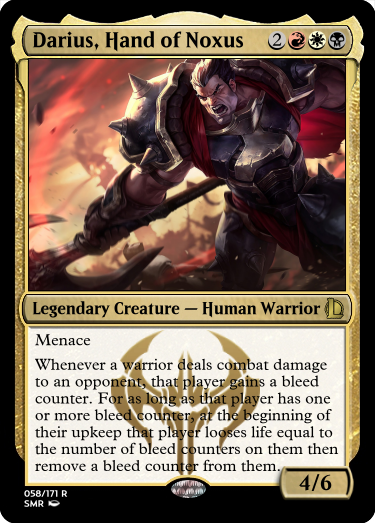 Darius, Hand of Noxus 2
Legendary Creature — Human Warrior
Menace
Whenever a warrior deals combat damage
to an opponent, that player gains a bleed
counter. For as long as that player has one
or more bleed counter, at the beginning of
their upkeep that player looses life equal to
the number of bleed counters on them then
remove a bleed counter from them.
4/6
058/171 R
SMR